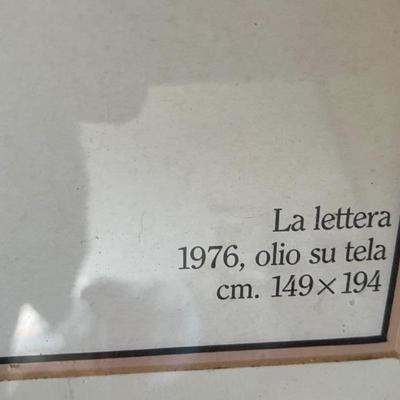 La lettera
1976, olio su tela
cm. 149×194